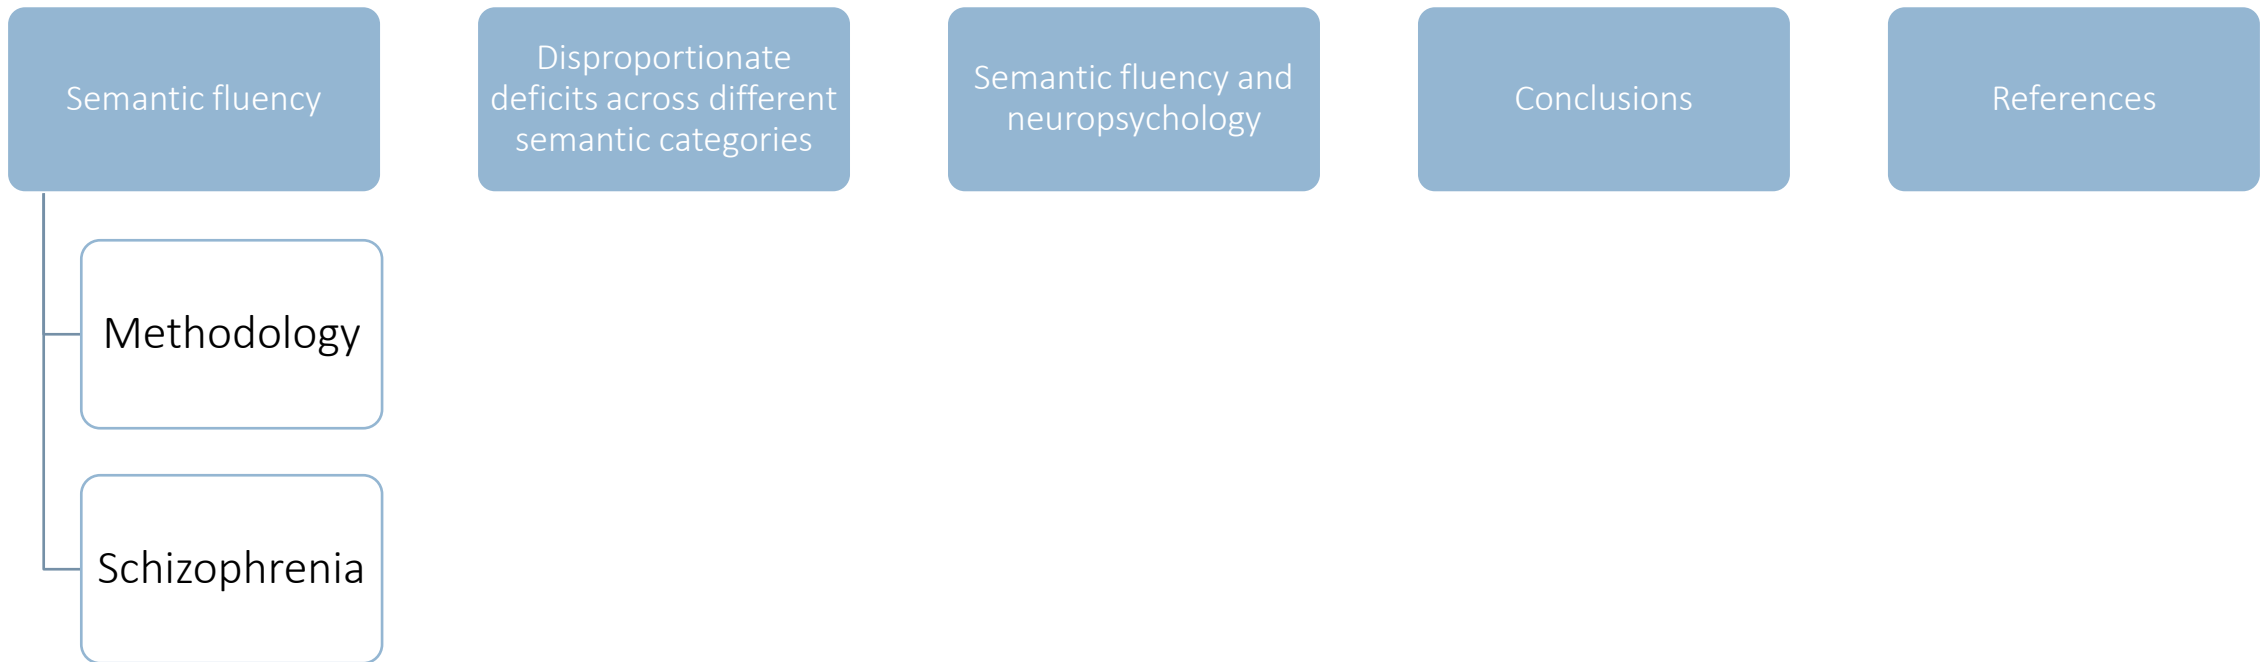 Semantic fluency
Disproportionate
deficits across different
semantic categories
Semantic fluency and
neuropsychology
Conclusions
References
Methodology
Schizophrenia